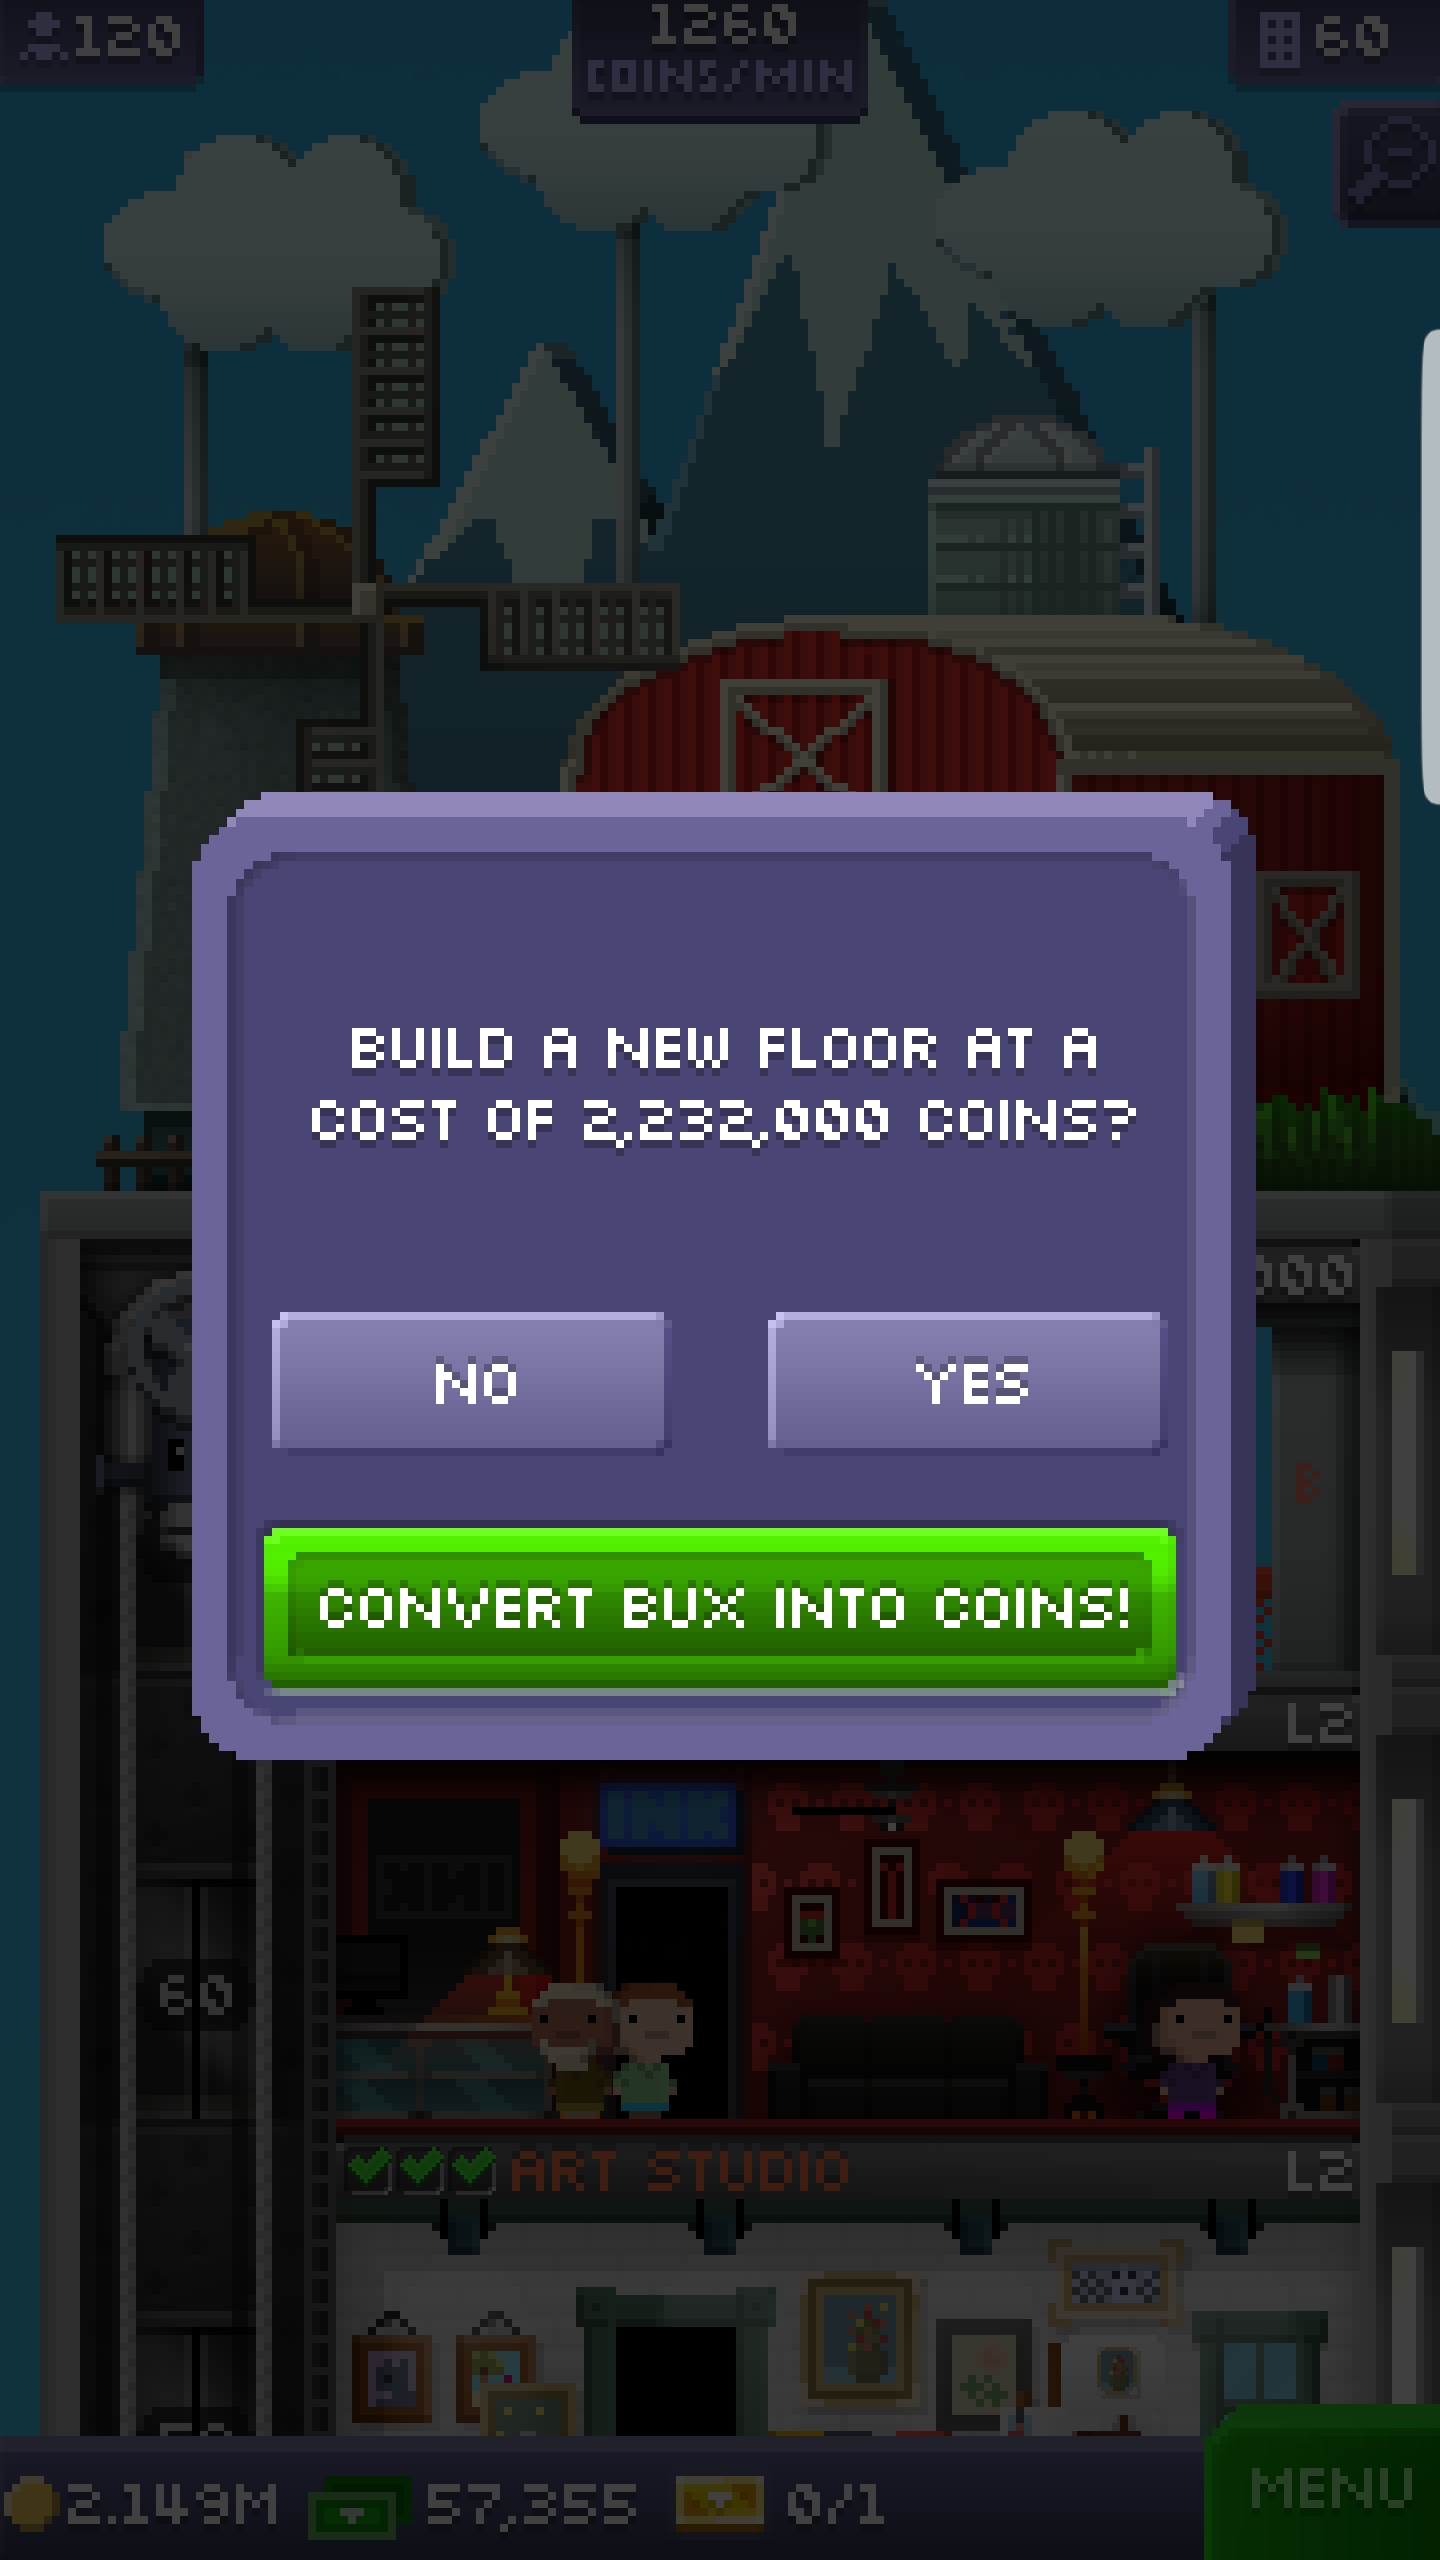 120
1260
COINS/MIN
60
BUILD A NEW FLOOR AT A
COST OF 2,232,000 COINS?
NO
YES
CONVERT BUX INTO COINS!
000
B
L2
INK
60
ART STUDIO
L2
2.149M
57,355
0/1
MENU